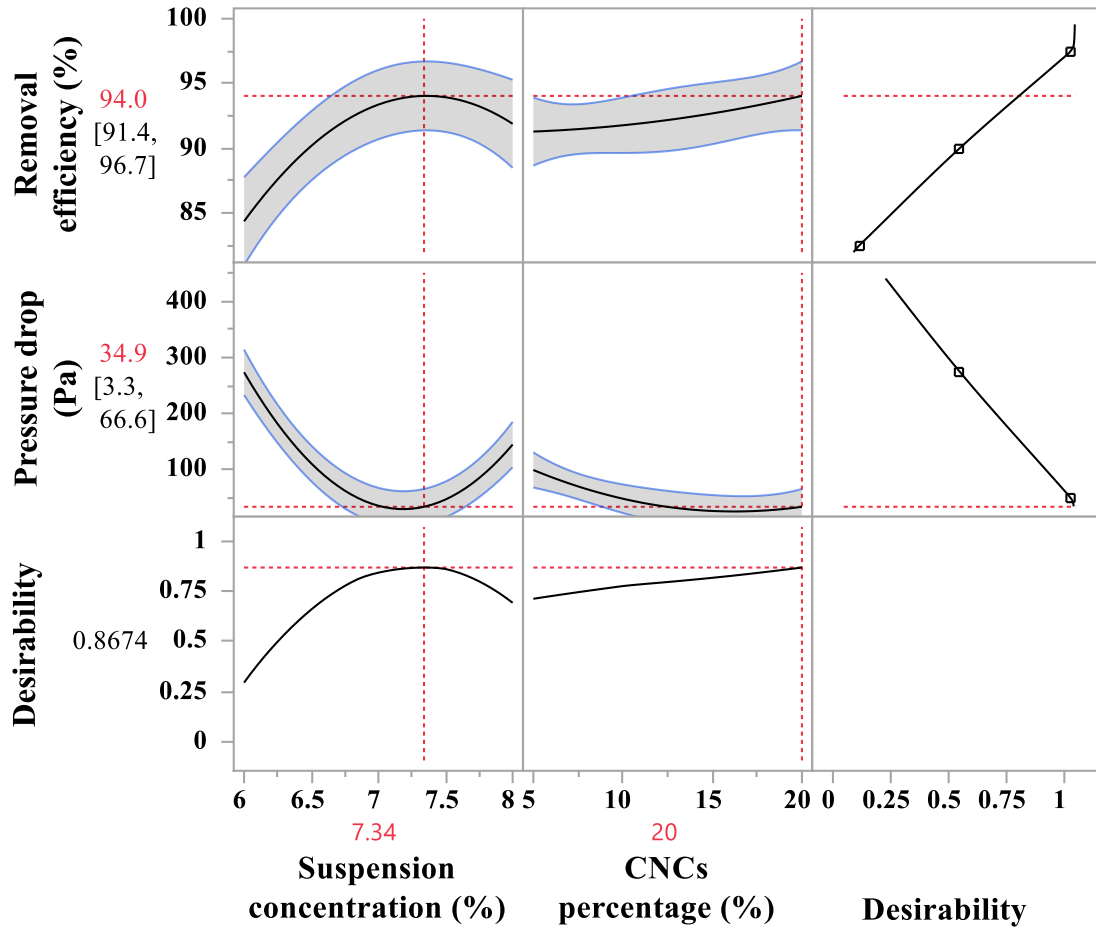 Removal
efficiency (%)
94.0
[91.4,
96.7]
100
95
90
85
Pressure drop
(Pa)
34.9
[3.3,
66.6]
400
300
200
100
Desirability
0.8674
1
0.75
0.5
0.25
0
6 6.5 7 7.5 8 5 10 15 20 0 0.25 0.5 0.75 1
7.34 20
Suspension
concentration (%)
CNCs
percentage (%)
Desirability